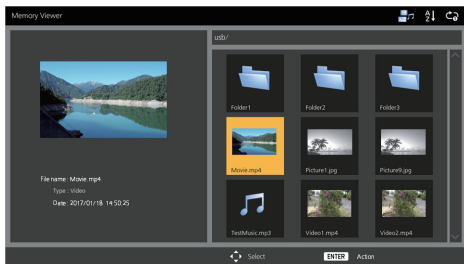 Memory Viewer
usb/
Folder1
Folder2
Folder3
Movie.mp4
Picture1.jpg
Picture9.jpg
TestMusic.mp3
Video1.mp4
Video2.mp4
File name : Movie.mp4
Type : Video
Date : 2017/01/18 14:50:25
Select
ENTER Action